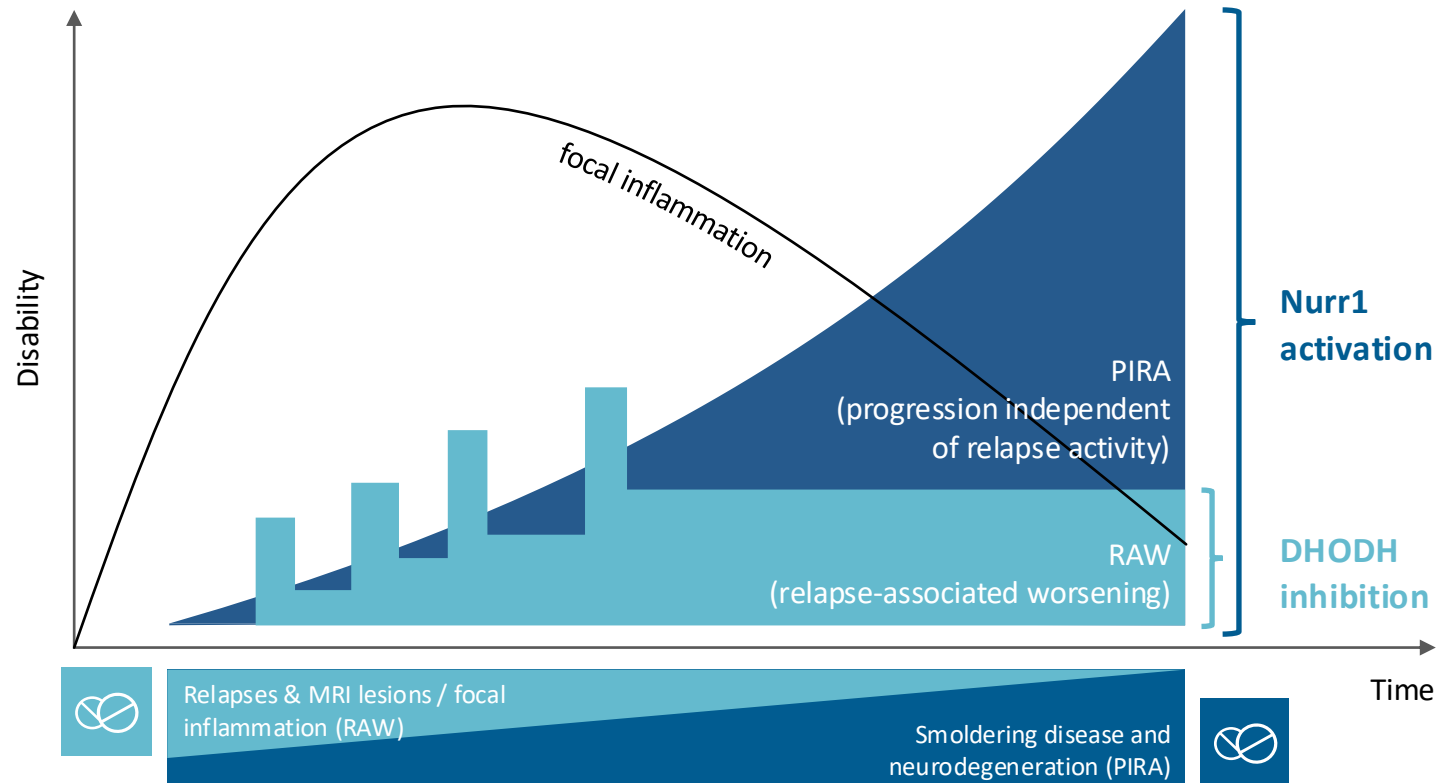 Disability
focal inflammation
Nurr1
activation
PIRA
(progression independent
of relapse activity)
RAW
(relapse-associated worsening)
DHODH
inhibition
Time
Relapses & MRI lesions / focal
inflammation (RAW)
Smoldering disease and
neurodegeneration (PIRA)